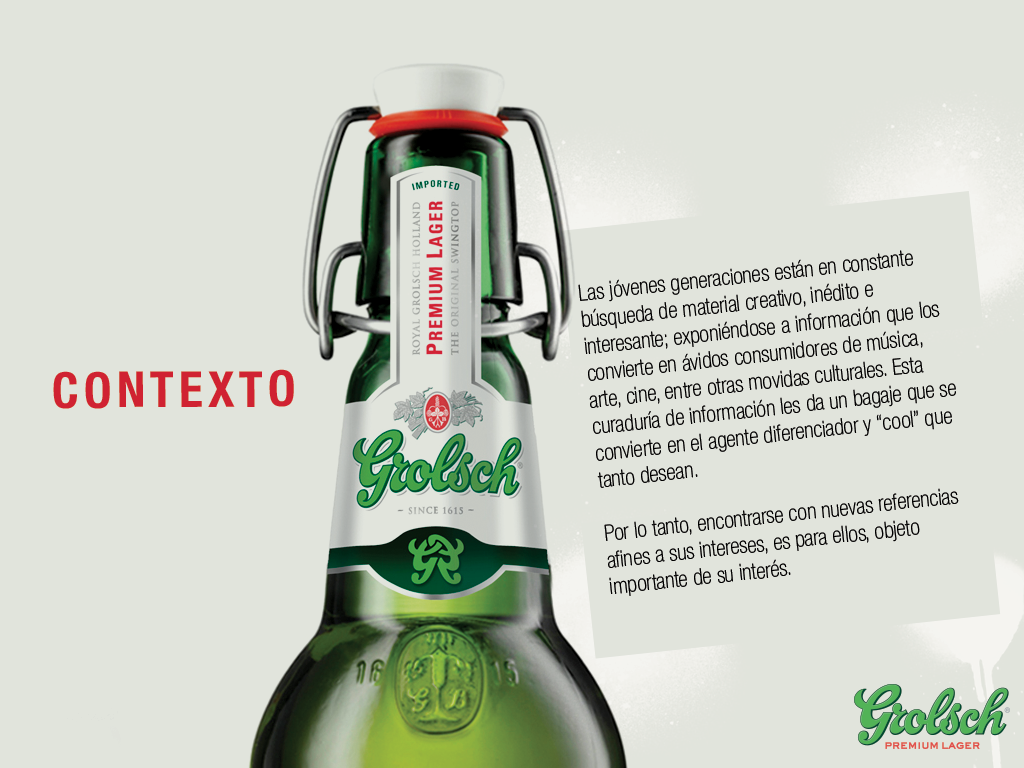 CONTEXTO
IMPORTED
ROYAL GROLSCH HOLLAND
PREMIUM LAGER
THE ORIGINAL SWINGTOP
Grolsch
- SINCE 1615 -
16 15
G B
Las jóvenes generaciones están en constante
búsqueda de material creativo, inédito e
interesante; exponiéndose a información que los
convierte en ávidos consumidores de música,
arte, cine, entre otras movidas culturales. Esta
curaduría de información les da un bagaje que se
convierte en el agente diferenciador y “cool” que
tanto desean.
Por lo tanto, encontrarse con nuevas referencias
afines a sus intereses, es para ellos, objeto
importante de su interés.
Grolsch
PREMIUM LAGER